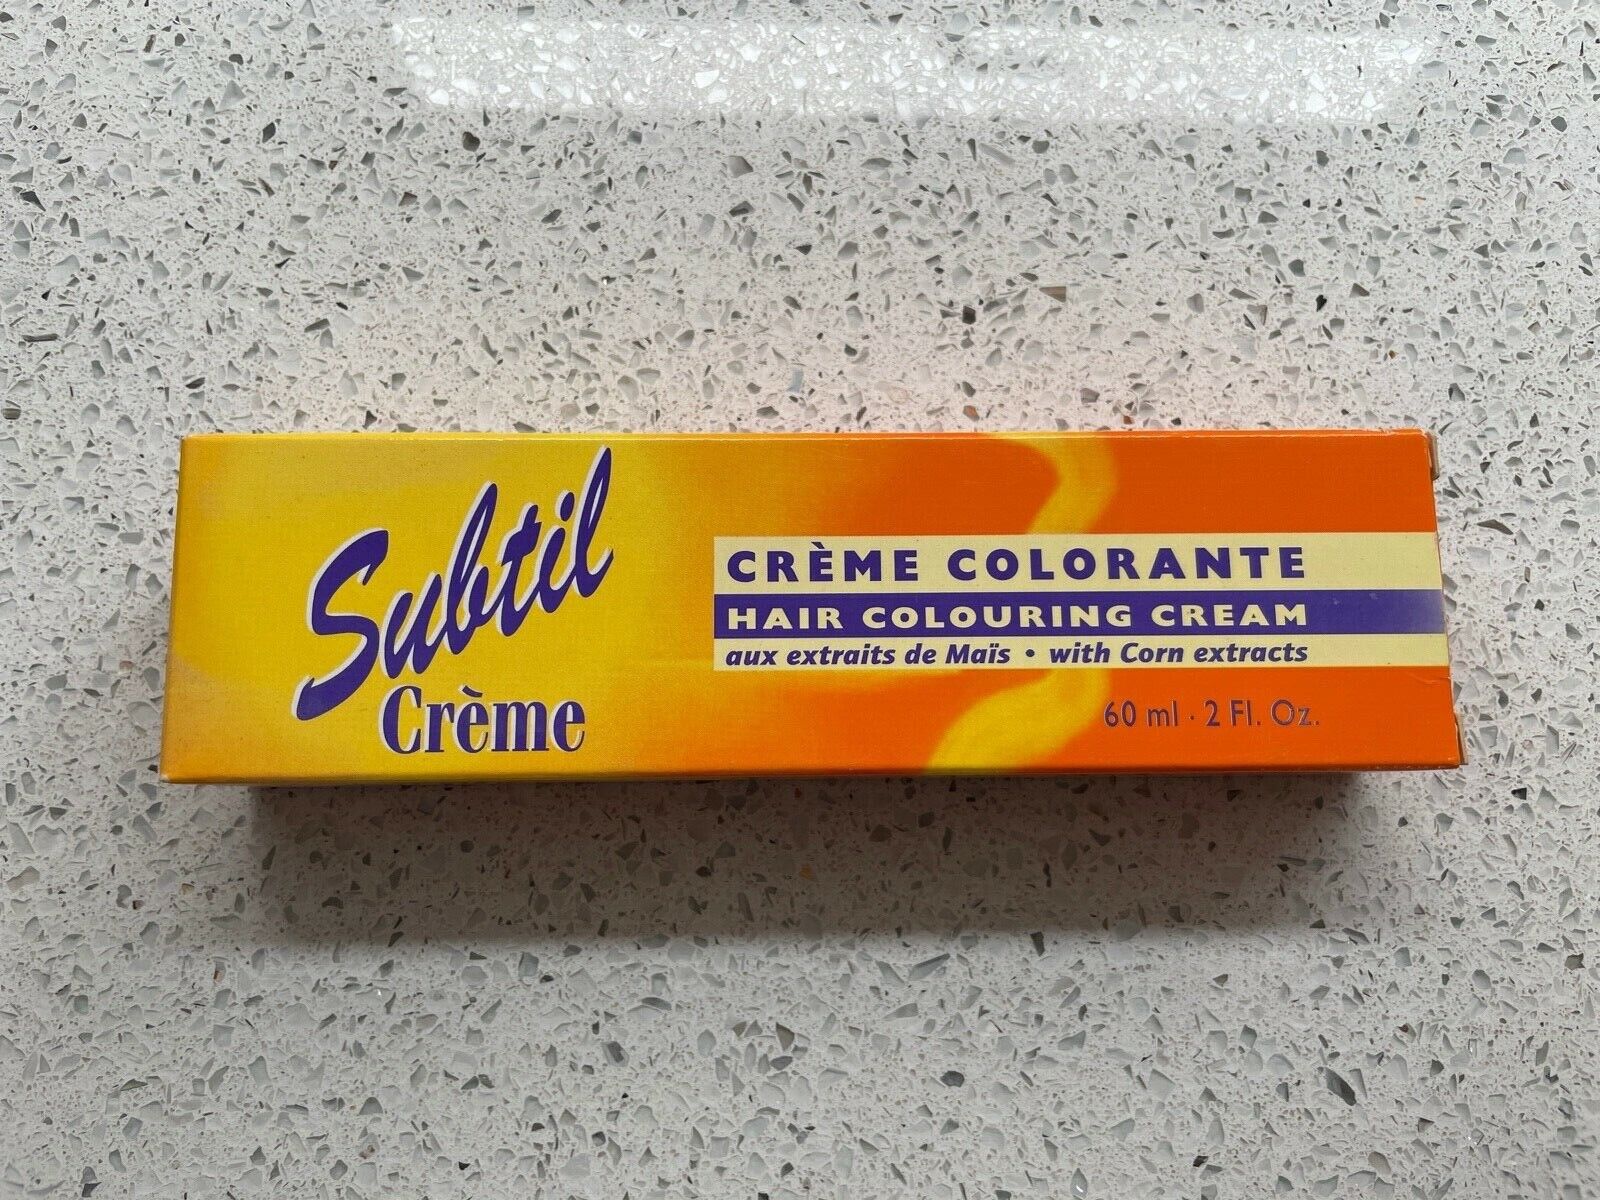 Subtil
Crème
CRÈME COLORANTE
HAIR COLOURING CREAM
aux extraits de Maïs • with Corn extracts
60 ml · 2 Fl. Oz.